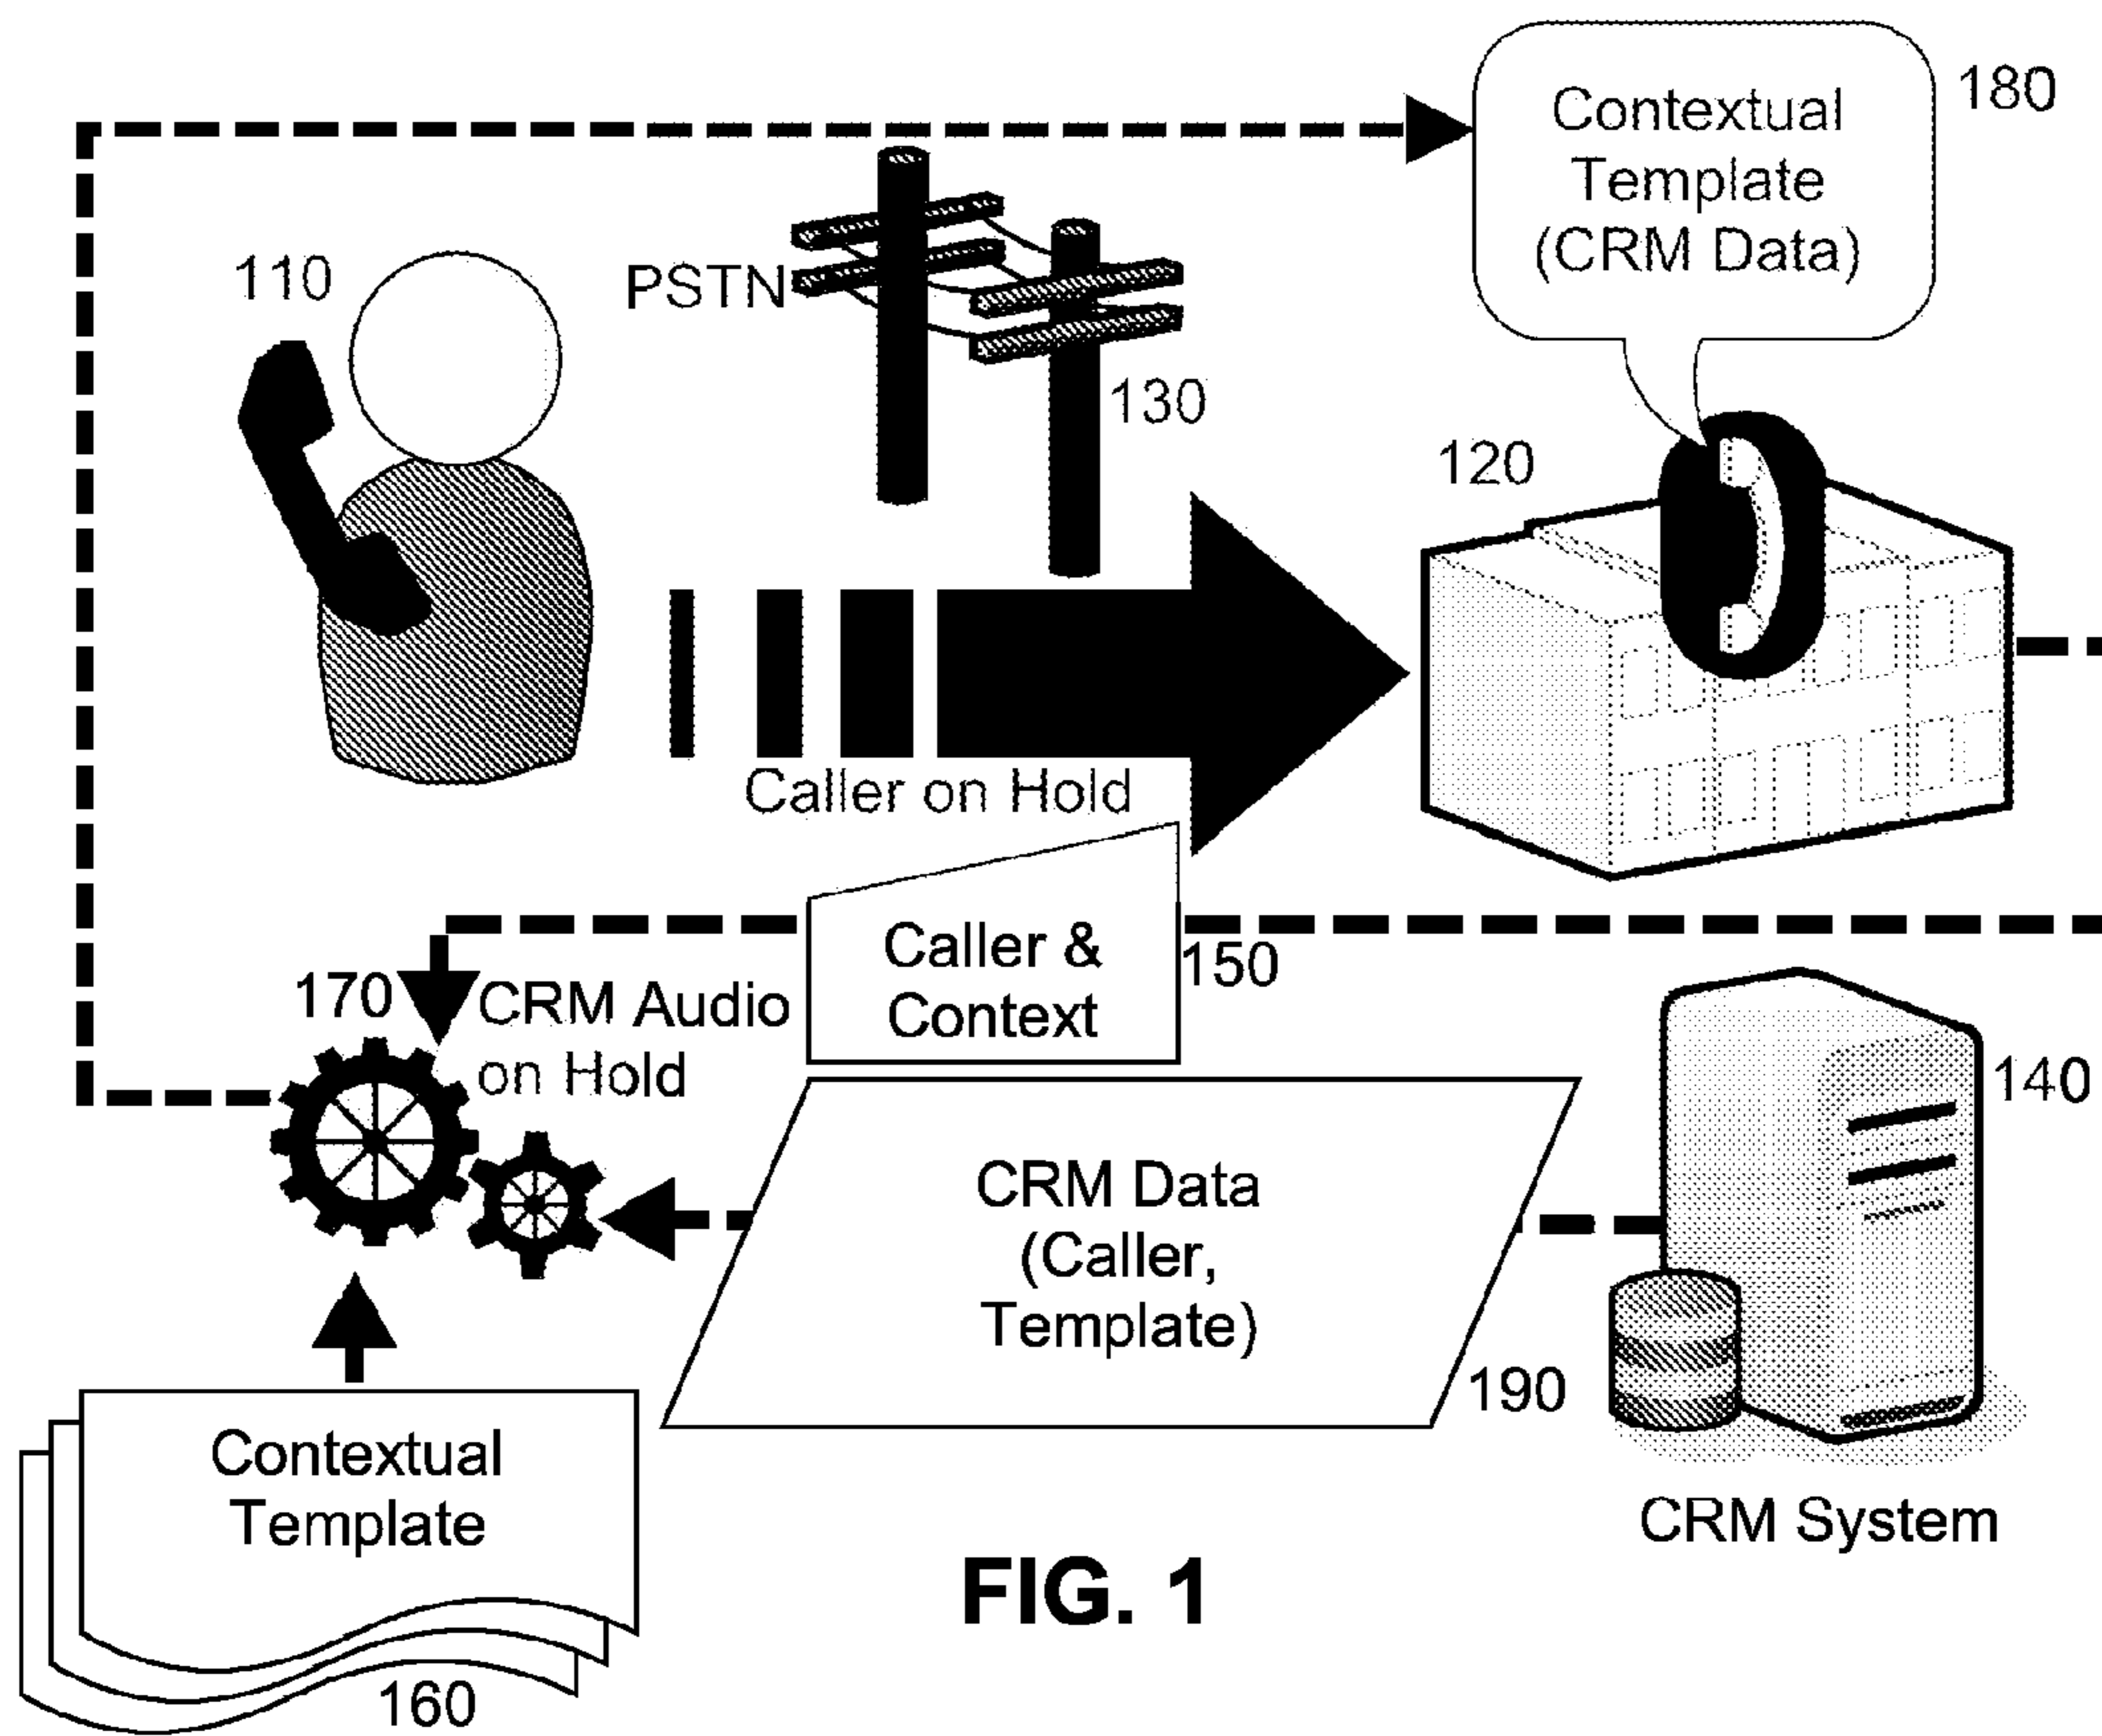 180
Contextual
Template
(CRM Data)
110
PSTN
130
120
Caller on Hold
Caller &
Context
150
170
CRM Audio
on Hold
140
CRM Data
(Caller,
Template)
190
Contextual
Template
CRM System
FIG. 1
160